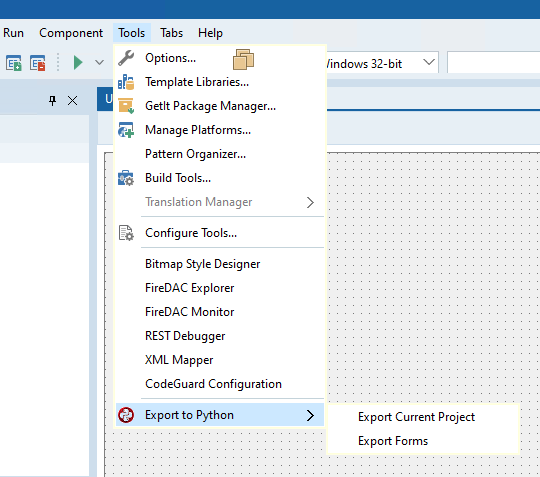 Run Component Tools Tabs Help
Options...
Windows 32-bit
Template Libraries...
GetIt Package Manager...
Manage Platforms...
Pattern Organizer...
Build Tools...
Translation Manager
Configure Tools...
Bitmap Style Designer
FireDAC Explorer
FireDAC Monitor
REST Debugger
XML Mapper
CodeGuard Configuration
Export to Python
Export Current Project
Export Forms